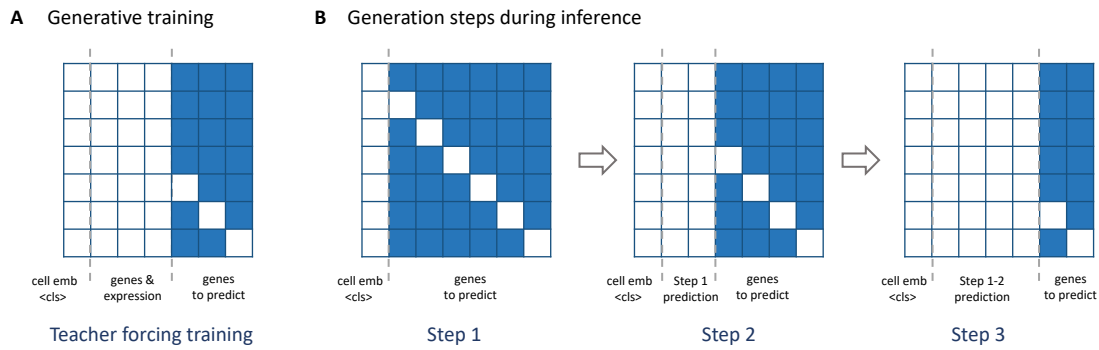 A Generative training
B Generation steps during inference
cell emb
<cls>
genes &
expression
genes
to predict
cell emb
<cls>
genes
to predict
cell emb
<cls>
Step 1
prediction
genes
to predict
cell emb
<cls>
Step 1-2
prediction
genes
to predict
Teacher forcing training
Step 1
Step 2
Step 3